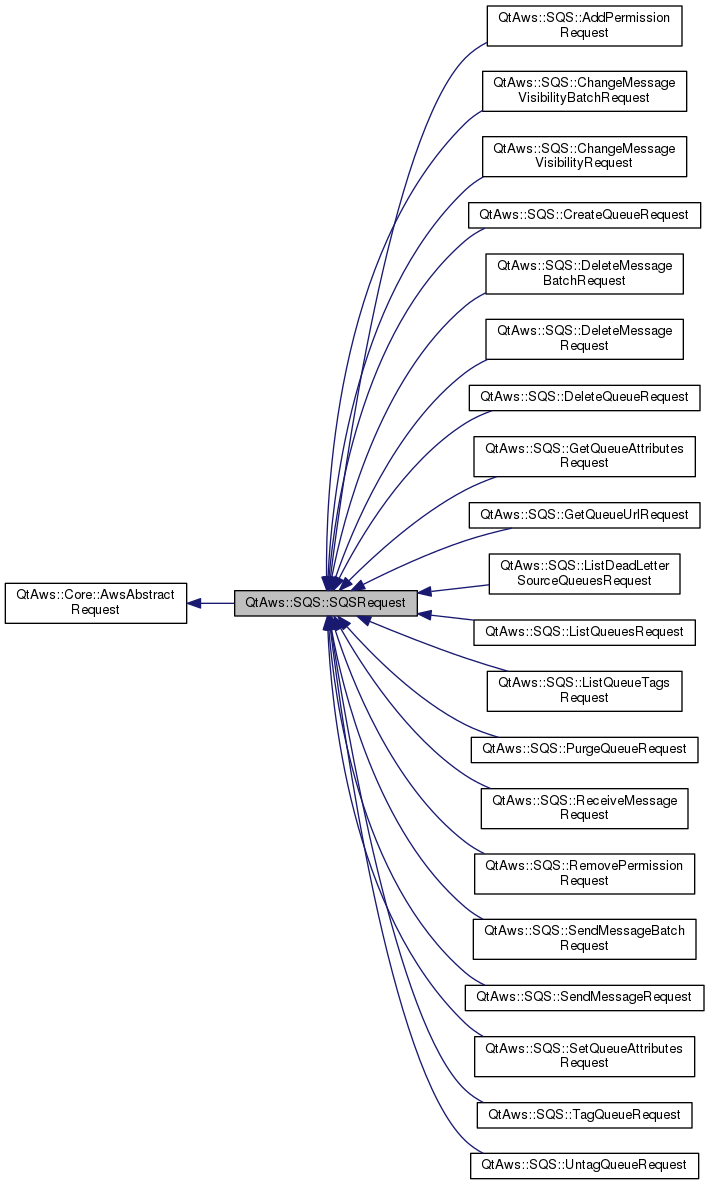 QtAws::SQS::AddPermission
Request
QtAws::SQS::ChangeMessage
VisibilityBatchRequest
QtAws::SQS::ChangeMessage
VisibilityRequest
QtAws::SQS::CreateQueueRequest
QtAws::SQS::DeleteMessage
BatchRequest
QtAws::SQS::DeleteMessage
Request
QtAws::SQS::DeleteQueueRequest
QtAws::SQS::GetQueueAttributes
Request
QtAws::SQS::GetQueueUrlRequest
QtAws::SQS::ListDeadLetter
SourceQueuesRequest
QtAws::Core::AwsAbstract
Request
QtAws::SQS::SQSRequest
QtAws::SQS::ListQueuesRequest
QtAws::SQS::ListQueueTags
Request
QtAws::SQS::PurgeQueueRequest
QtAws::SQS::ReceiveMessage
Request
QtAws::SQS::RemovePermission
Request
QtAws::SQS::SendMessageBatch
Request
QtAws::SQS::SendMessageRequest
QtAws::SQS::SetQueueAttributes
Request
QtAws::SQS::TagQueueRequest
QtAws::SQS::UntagQueueRequest